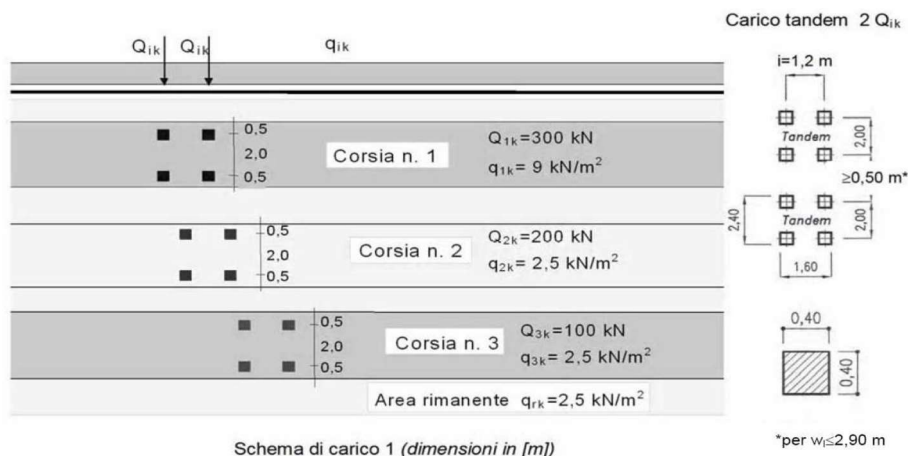 Carico tandem 2 Qik
Qik Qik qik
i=1,2 m
Tandem
2,00
≥0,50 m*
Tandem
2,40
2,00
1,60
0,40
0,40
*per wl≤2,90 m
0,5
2,0
0,5
Corsia n. 1
Q1k=300 kN
q1k= 9 kN/m²
0,5
2,0
0,5
Corsia n. 2
Q2k=200 kN
q2k= 2,5 kN/m²
0,5
2,0
0,5
Corsia n. 3
Q3k=100 kN
q3k= 2,5 kN/m²
Area rimanente qrk=2,5 kN/m²
Schema di carico 1 (dimensioni in [m])